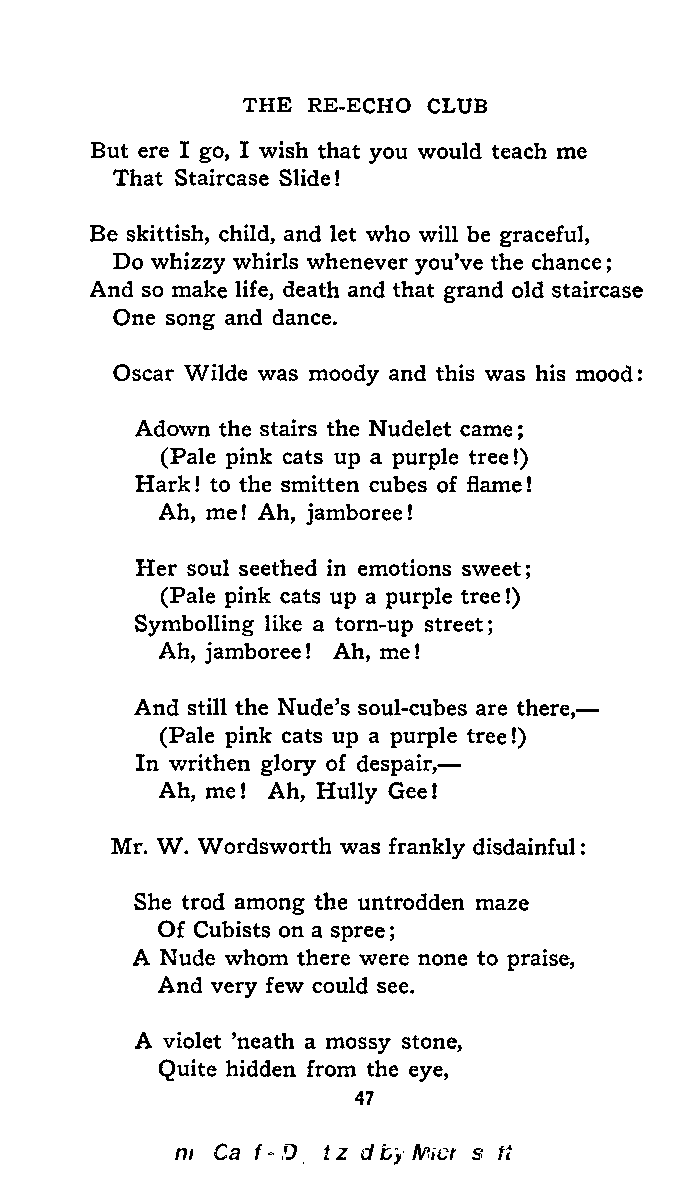 THE RE-ECHO CLUB
But ere I go, I wish that you would teach me
That Staircase Slide!
Be skittish, child, and let who will be graceful,
Do whizzy whirls whenever you've the chance;
And so make life, death and that grand old staircase
One song and dance.
Oscar Wilde was moody and this was his mood:
Adown the stairs the Nudelet came;
(Pale pink cats up a purple tree!)
Hark! to the smitten cubes of flame!
Ah, me! Ah, jamboree!
Her soul seethed in emotions sweet;
(Pale pink cats up a purple tree!)
Symbolling like a torn-up street;
Ah, jamboree! Ah, me!
And still the Nude's soul-cubes are there,—
(Pale pink cats up a purple tree!)
In writhen glory of despair,—
Ah, me! Ah, Hully Gee!
Mr. W. Wordsworth was frankly disdainful:
She trod among the untrodden maze
Of Cubists on a spree;
A Nude whom there were none to praise,
And very few could see.
A violet 'neath a mossy stone,
Quite hidden from the eye,
47